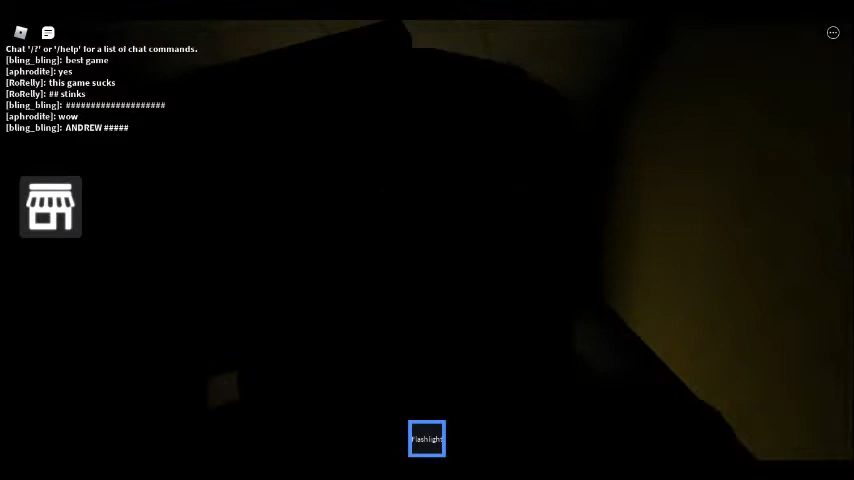 Chat '/?' or '/help' for a list of chat commands.
[bling_bling]: best game
[aphrodite]: yes
[RoRelly]: this game sucks
[RoRelly]: ## stinks
[bling_bling]: ####################
[aphrodite]: wow
[bling_bling]: ANDREW #####
Flashlight